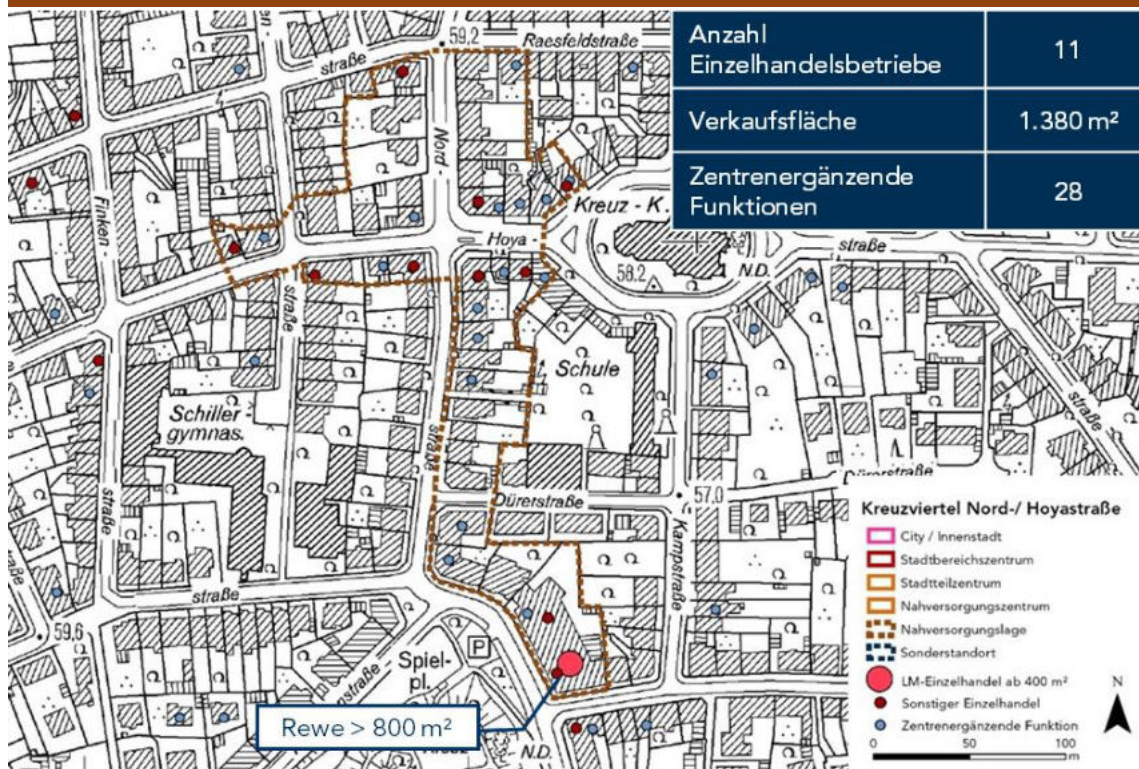 59,2
Raesfeldstraße
straße
Anzahl
Einzelhandelsbetriebe
11
Verkaufsfläche
1.380 m²
Zentrenergänzende
Funktionen
28
Nord-
Finken-
Kreuz - K.
Hoya -
58.2
N.D.
straße
straße
straße
Schule
Schiller
gymnas.
straße
straße
Dürerstraße
Dürerstraße
57,0
Kampstraße
straße
straße
59,6
P
Spiel-
pl.
N.D.
Rewe > 800 m²
Kreuzviertel Nord-/ Hoyastraße
City / Innenstadt
Stadtbereichszentrum
Stadtteilzentrum
Nahversorgungszentrum
Nahversorgungslage
Sonderstandort
LM-Einzelhandel ab 400 m²
Sonstiger Einzelhandel
Zentrenergänzende Funktion
N
0 50 100
m